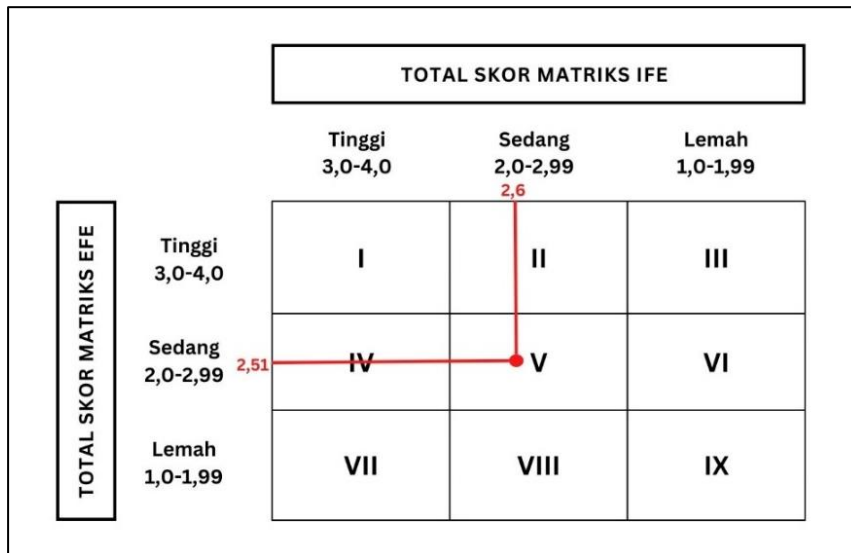 TOTAL SKOR MATRIKS IFE
Tinggi
3,0-4,0
Sedang
2,0-2,99
Lemah
1,0-1,99
2,6
TOTAL SKOR MATRIKS EFE
Tinggi
3,0-4,0
I
II
III
Sedang
2,0-2,99
2,51
IV
V
VI
Lemah
1,0-1,99
VII
VIII
IX